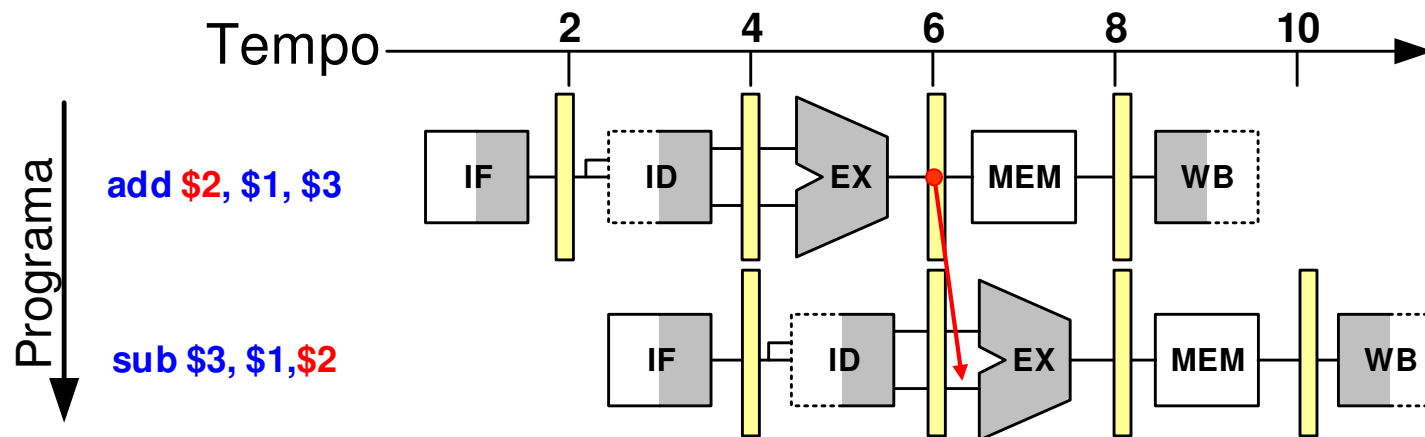 Tempo 2 4 6 8 10
Programa
add $2, $1, $3 IF ID EX MEM WB
sub $3, $1,$2 IF ID EX MEM WB